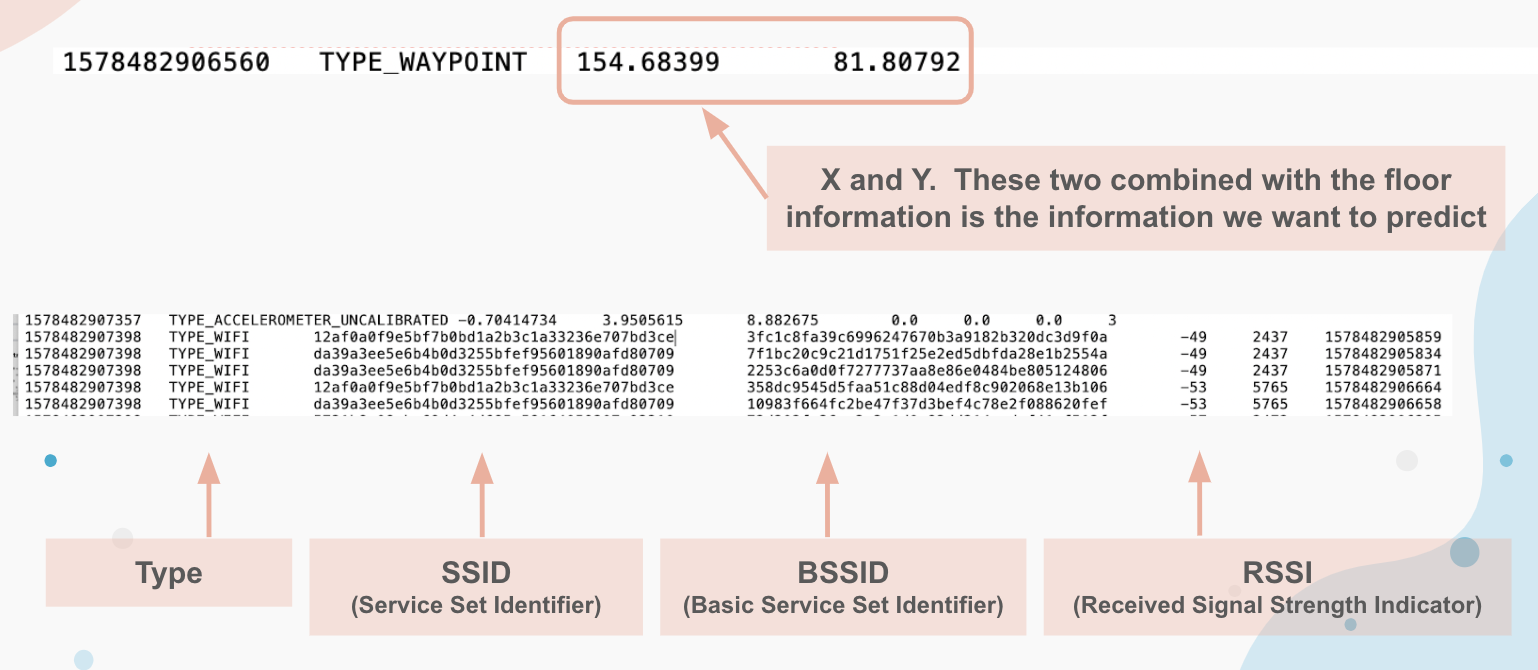 1578482906560 TYPE_WAYPOINT 154.68399 81.80792
X and Y. These two combined with the floor
information is the information we want to predict
1578482907357 TYPE_ACCELEROMETER_UNCALIBRATED -0.70414734 3.9505615 8.882675 0.0 0.0 0.0 3
1578482907398 TYPE_WIFI 12af0a0f9e5bf7b0bd1a2b3c1a33236e707bd3ce 3fc1c8fa39c6996247670b3a9182b320dc3d9f0a -49 2437 1578482905859
1578482907398 TYPE_WIFI da39a3ee5e6b4b0d3255bfef95601890afd80709 7f1bc20c9c21d1751f25e2ed5dbfda28e1b2554a -49 2437 1578482905834
1578482907398 TYPE_WIFI da39a3ee5e6b4b0d3255bfef95601890afd80709 2253c6a0d0f7277737aa8e86e0484be805124806 -49 2437 1578482905871
1578482907398 TYPE_WIFI 12af0a0f9e5bf7b0bd1a2b3c1a33236e707bd3ce 358dc9545d5faa51c88d04edf8c902068e13b106 -53 5765 1578482906664
1578482907398 TYPE_WIFI da39a3ee5e6b4b0d3255bfef95601890afd80709 10983f664fc2be47f37d3bef4c78e2f088620fef -53 5765 1578482906658
Type
SSID
(Service Set Identifier)
BSSID
(Basic Service Set Identifier)
RSSI
(Received Signal Strength Indicator)